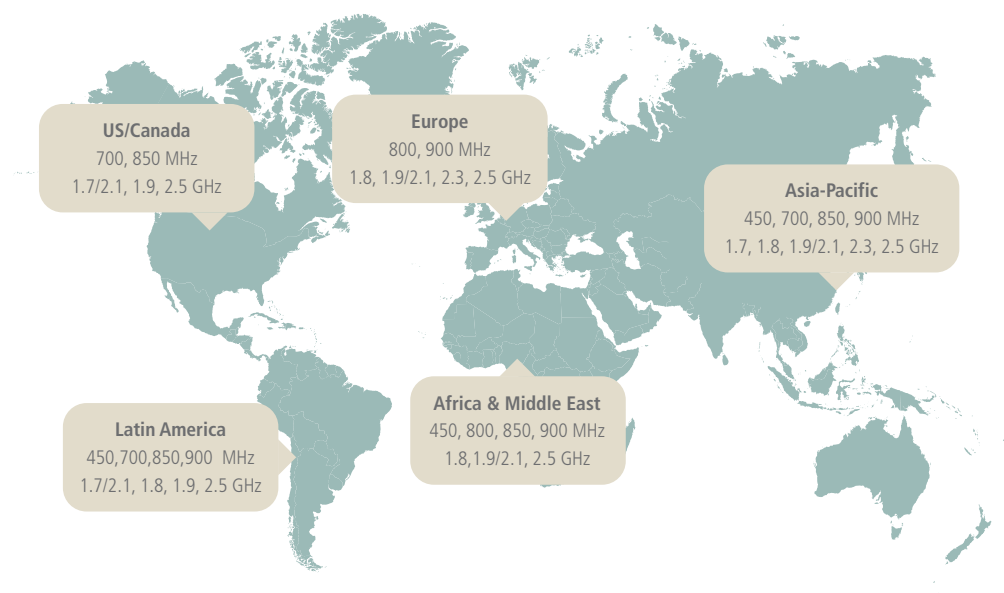 US/Canada
700, 850 MHz
1.7/2.1, 1.9, 2.5 GHz
Europe
800, 900 MHz
1.8, 1.9/2.1, 2.3, 2.5 GHz
Asia-Pacific
450, 700, 850, 900 MHz
1.7, 1.8, 1.9/2.1, 2.3, 2.5 GHz
Latin America
450,700,850,900  MHz
1.7/2.1, 1.8, 1.9, 2.5 GHz
Africa & Middle East
450, 800, 850, 900 MHz
1.8,1.9/2.1, 2.5 GHz